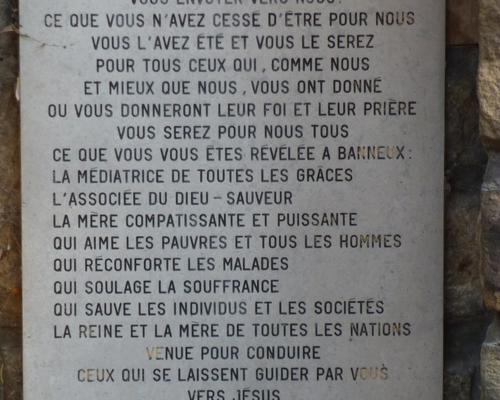 VOUS ENVOYER VERS NOUS.
CE QUE VOUS N'AVEZ CESSÉ D'ÊTRE POUR NOUS
VOUS L'AVEZ ÉTÉ ET VOUS LE SEREZ
POUR TOUS CEUX QUI, COMME NOUS
ET MIEUX QUE NOUS, VOUS ONT DONNÉ
OU VOUS DONNERONT LEUR FOI ET LEUR PRIÈRE
VOUS SEREZ POUR NOUS TOUS
CE QUE VOUS VOUS ÊTES RÉVÉLÉE A BANNEUX:
LA MÉDIATRICE DE TOUTES LES GRÂCES
L'ASSOCIÉE DU DIEU - SAUVEUR
LA MÈRE COMPATISSANTE ET PUISSANTE
QUI AIME LES PAUVRES ET TOUS LES HOMMES
QUI RÉCONFORTE LES MALADES
QUI SOULAGE LA SOUFFRANCE
QUI SAUVE LES INDIVIDUS ET LES SOCIÉTÉS
LA REINE ET LA MÈRE DE TOUTES LES NATIONS
VENUE POUR CONDUIRE
CEUX QUI SE LAISSENT GUIDER PAR VOUS
VERS JÉSUS